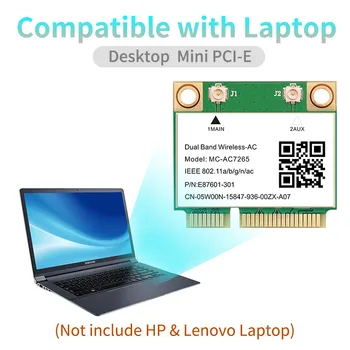 Compatible with Laptop
Desktop Mini PCI-E
J1
J2
1MAIN
2AUX
Dual Band Wireless-AC
Model: MC-AC7265
IEEE 802.11a/b/g/n/ac
P/N:E87601-301
CN-05W00N-15847-936-00ZX-A07
(Not include HP & Lenovo Laptop)